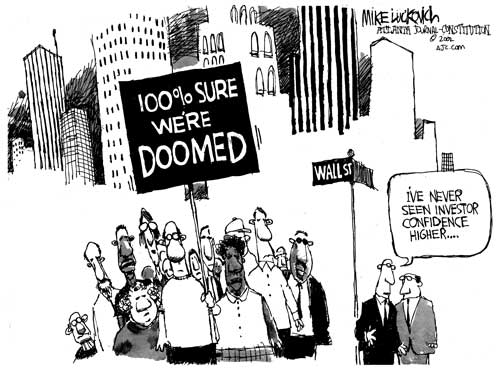 MIKE LUCKOVICH
ATLANTA JOURNAL-CONSTITUTION
© 2002
AJC.COM
100% SURE
WE'RE
DOOMED
WALL ST
I'VE NEVER
SEEN INVESTOR
CONFIDENCE
HIGHER....